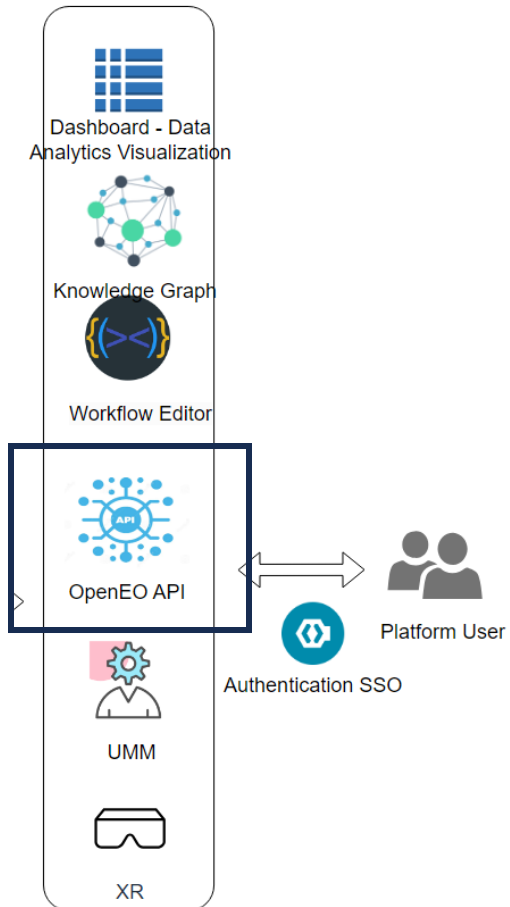 Dashboard - Data
Analytics Visualization
Knowledge Graph
{(><)}
Workflow Editor
API
OpenEO API
Platform User
Authentication SSO
UMM
XR